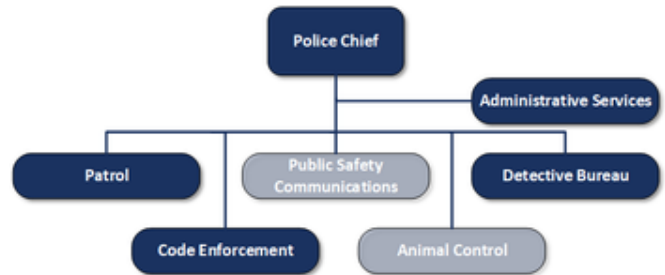 Police Chief
Administrative Services
Patrol
Public Safety
Communications
Detective Bureau
Code Enforcement
Animal Control